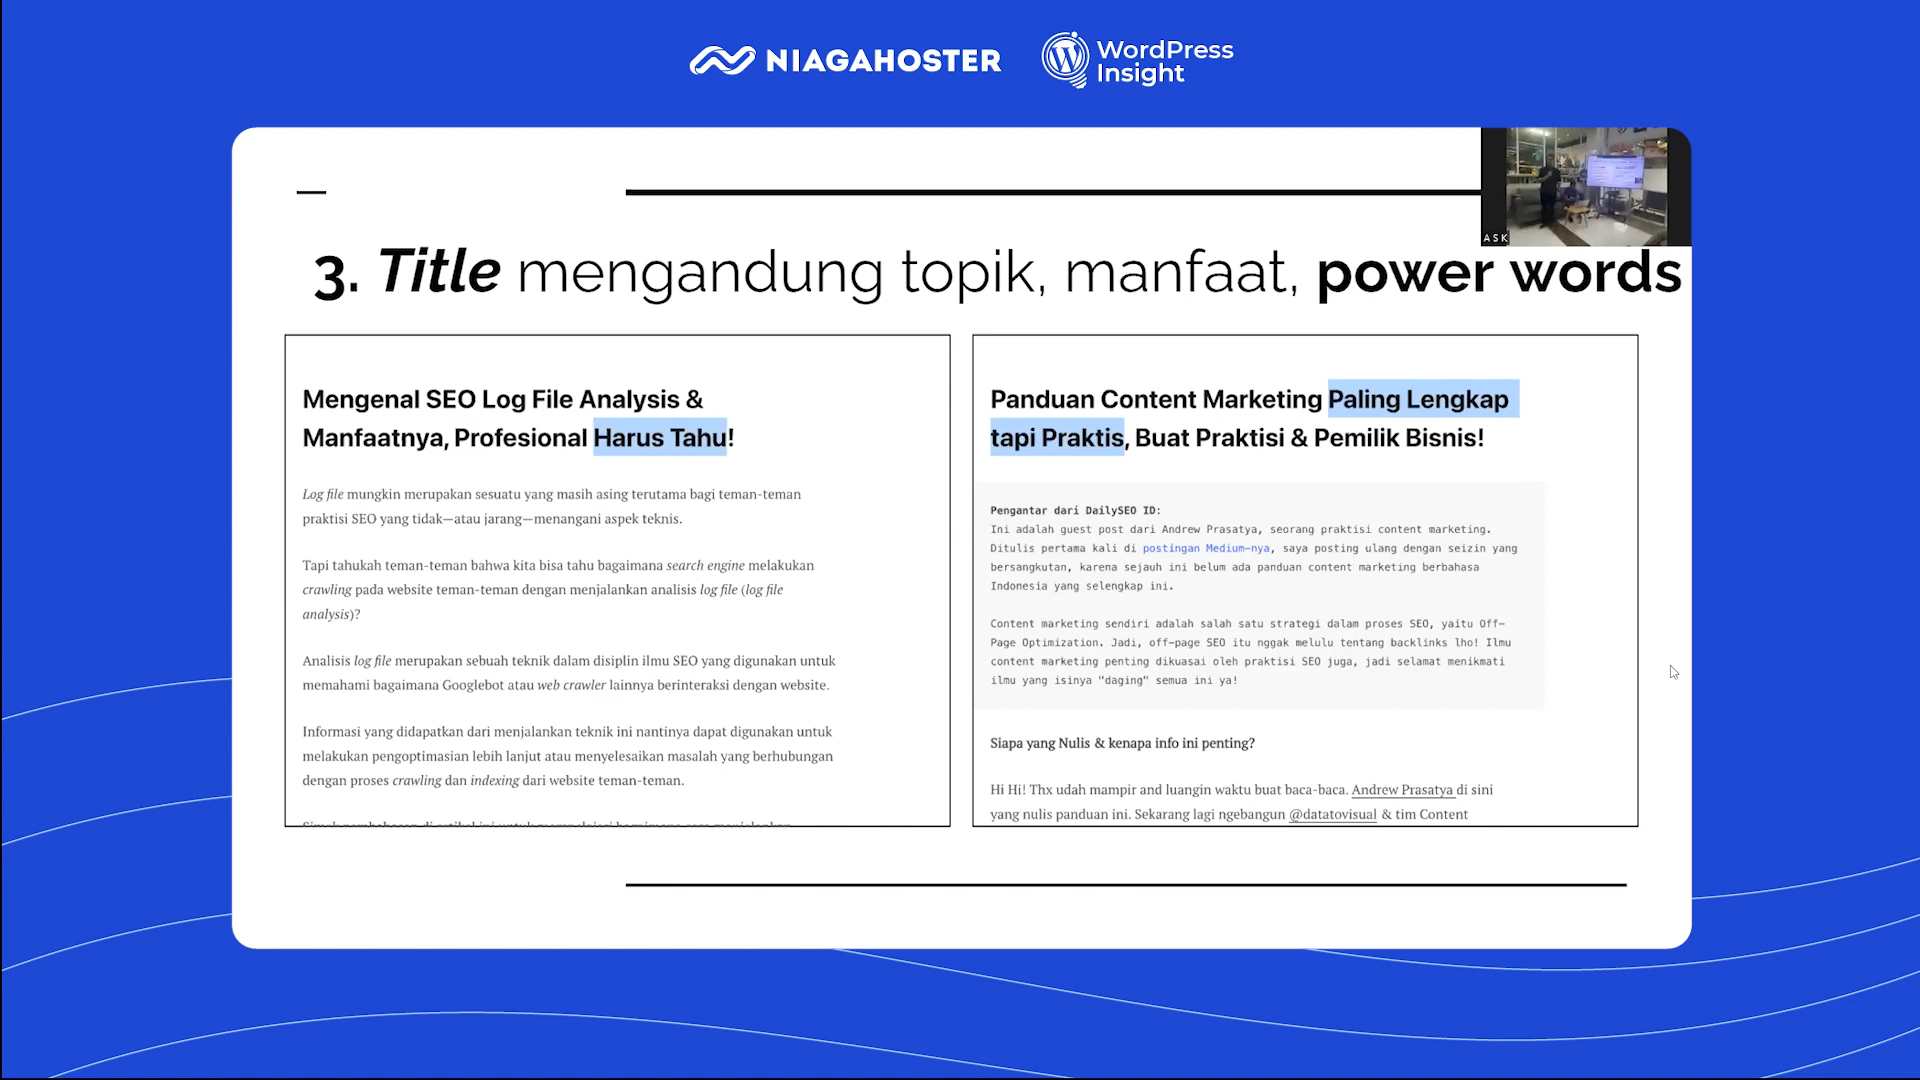 NIAGAHOSTER
WordPress
Insight
ASK
3. Title mengandung topik, manfaat, power words
Mengenal SEO Log File Analysis &
Manfaatnya, Profesional Harus Tahu!
Log file mungkin merupakan sesuatu yang masih asing terutama bagi teman-teman
praktisi SEO yang tidak—atau jarang—menangani aspek teknis.
Tapi tahukah teman-teman bahwa kita bisa tahu bagaimana search engine melakukan
crawling pada website teman-teman dengan menjalankan analisis log file (log file
analysis)?
Analisis log file merupakan sebuah teknik dalam disiplin ilmu SEO yang digunakan untuk
memahami bagaimana Googlebot atau web crawler lainnya berinteraksi dengan website.
Informasi yang didapatkan dari menjalankan teknik ini nantinya dapat digunakan untuk
melakukan pengoptimasian lebih lanjut atau menyelesaikan masalah yang berhubungan
dengan proses crawling dan indexing dari website teman-teman.
Panduan Content Marketing Paling Lengkap
tapi Praktis, Buat Praktisi & Pemilik Bisnis!
Pengantar dari DailySEO ID:
Ini adalah guest post dari Andrew Prasatya, seorang praktisi content marketing.
Ditulis pertama kali di postingan Medium-nya, saya posting ulang dengan seizin yang
bersangkutan, karena sejauh ini belum ada panduan content marketing berbahasa
Indonesia yang selengkap ini.
Content marketing sendiri adalah salah satu strategi dalam proses SEO, yaitu Off-
Page Optimization. Jadi, off-page SEO itu nggak melulu tentang backlinks lho! Ilmu
content marketing penting dikuasai oleh praktisi SEO juga, jadi selamat menikmati
ilmu yang isinya "daging" semua ini ya!
Siapa yang Nulis & kenapa info ini penting?
Hi Hi! Thx udah mampir and luangin waktu buat baca-baca. Andrew Prasatya di sini
yang nulis panduan ini. Sekarang lagi ngebangun @datatovisual & tim Content